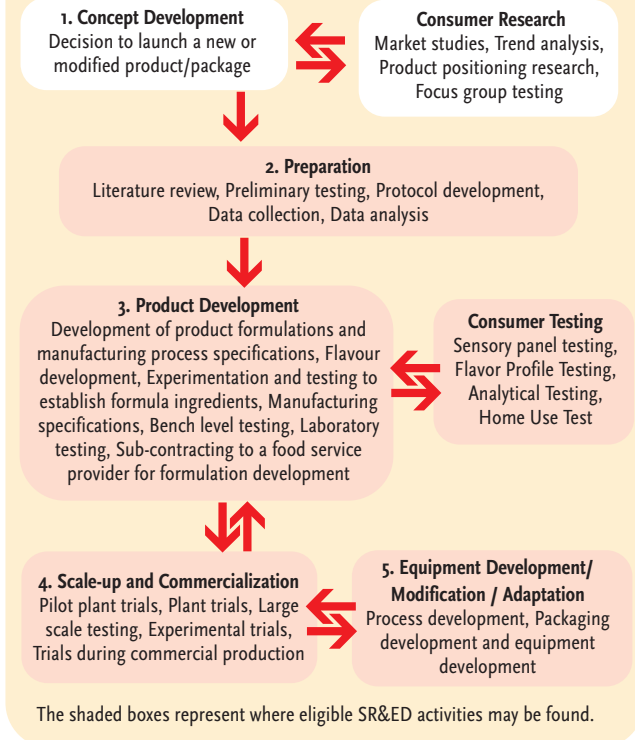 1. Concept Development
Decision to launch a new or
modified product/package
Consumer Research
Market studies, Trend analysis,
Product positioning research,
Focus group testing
2. Preparation
Literature review, Preliminary testing, Protocol development,
Data collection, Data analysis
3. Product Development
Development of product formulations and
manufacturing process specifications, Flavour
development, Experimentation and testing to
establish formula ingredients, Manufacturing
specifications, Bench level testing, Laboratory
testing, Sub-contracting to a food service
provider for formulation development
Consumer Testing
Sensory panel testing,
Flavor Profile Testing,
Analytical Testing,
Home Use Test
4. Scale-up and Commercialization
Pilot plant trials, Plant trials, Large
scale testing, Experimental trials,
Trials during commercial production
5. Equipment Development/
Modification / Adaptation
Process development, Packaging
development and equipment
development
The shaded boxes represent where eligible SR&ED activities may be found.